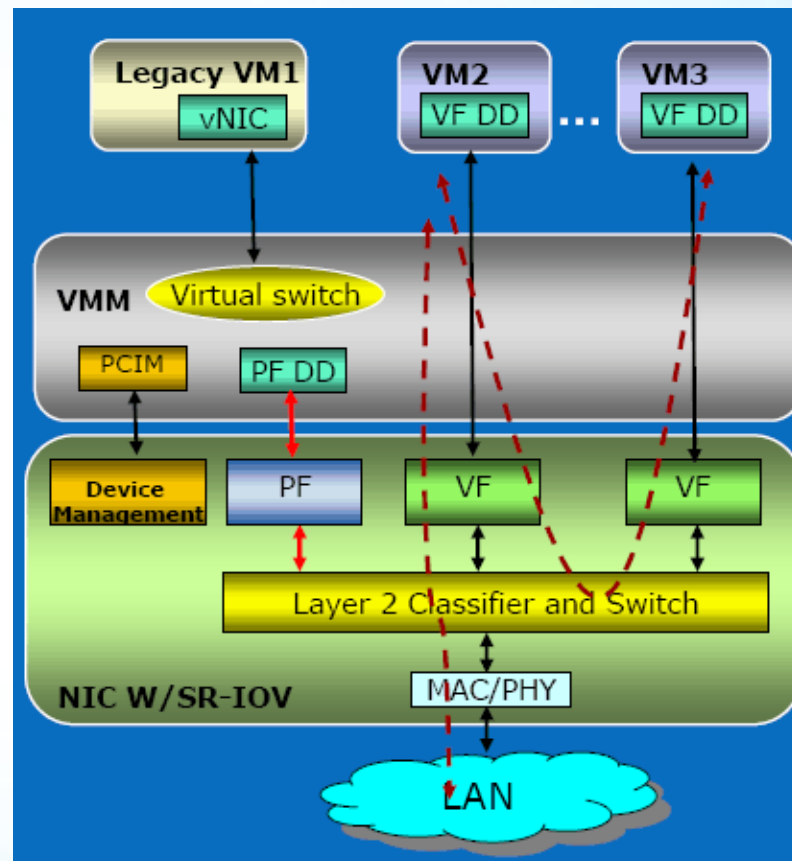 Legacy VM1
vNIC
VM2
VF DD
...
VM3
VF DD
VMM
Virtual switch
PCIM
PF DD
Device
Management
PF
VF
VF
Layer 2 Classifier and Switch
NIC W/SR-IOV
MAC/PHY
LAN